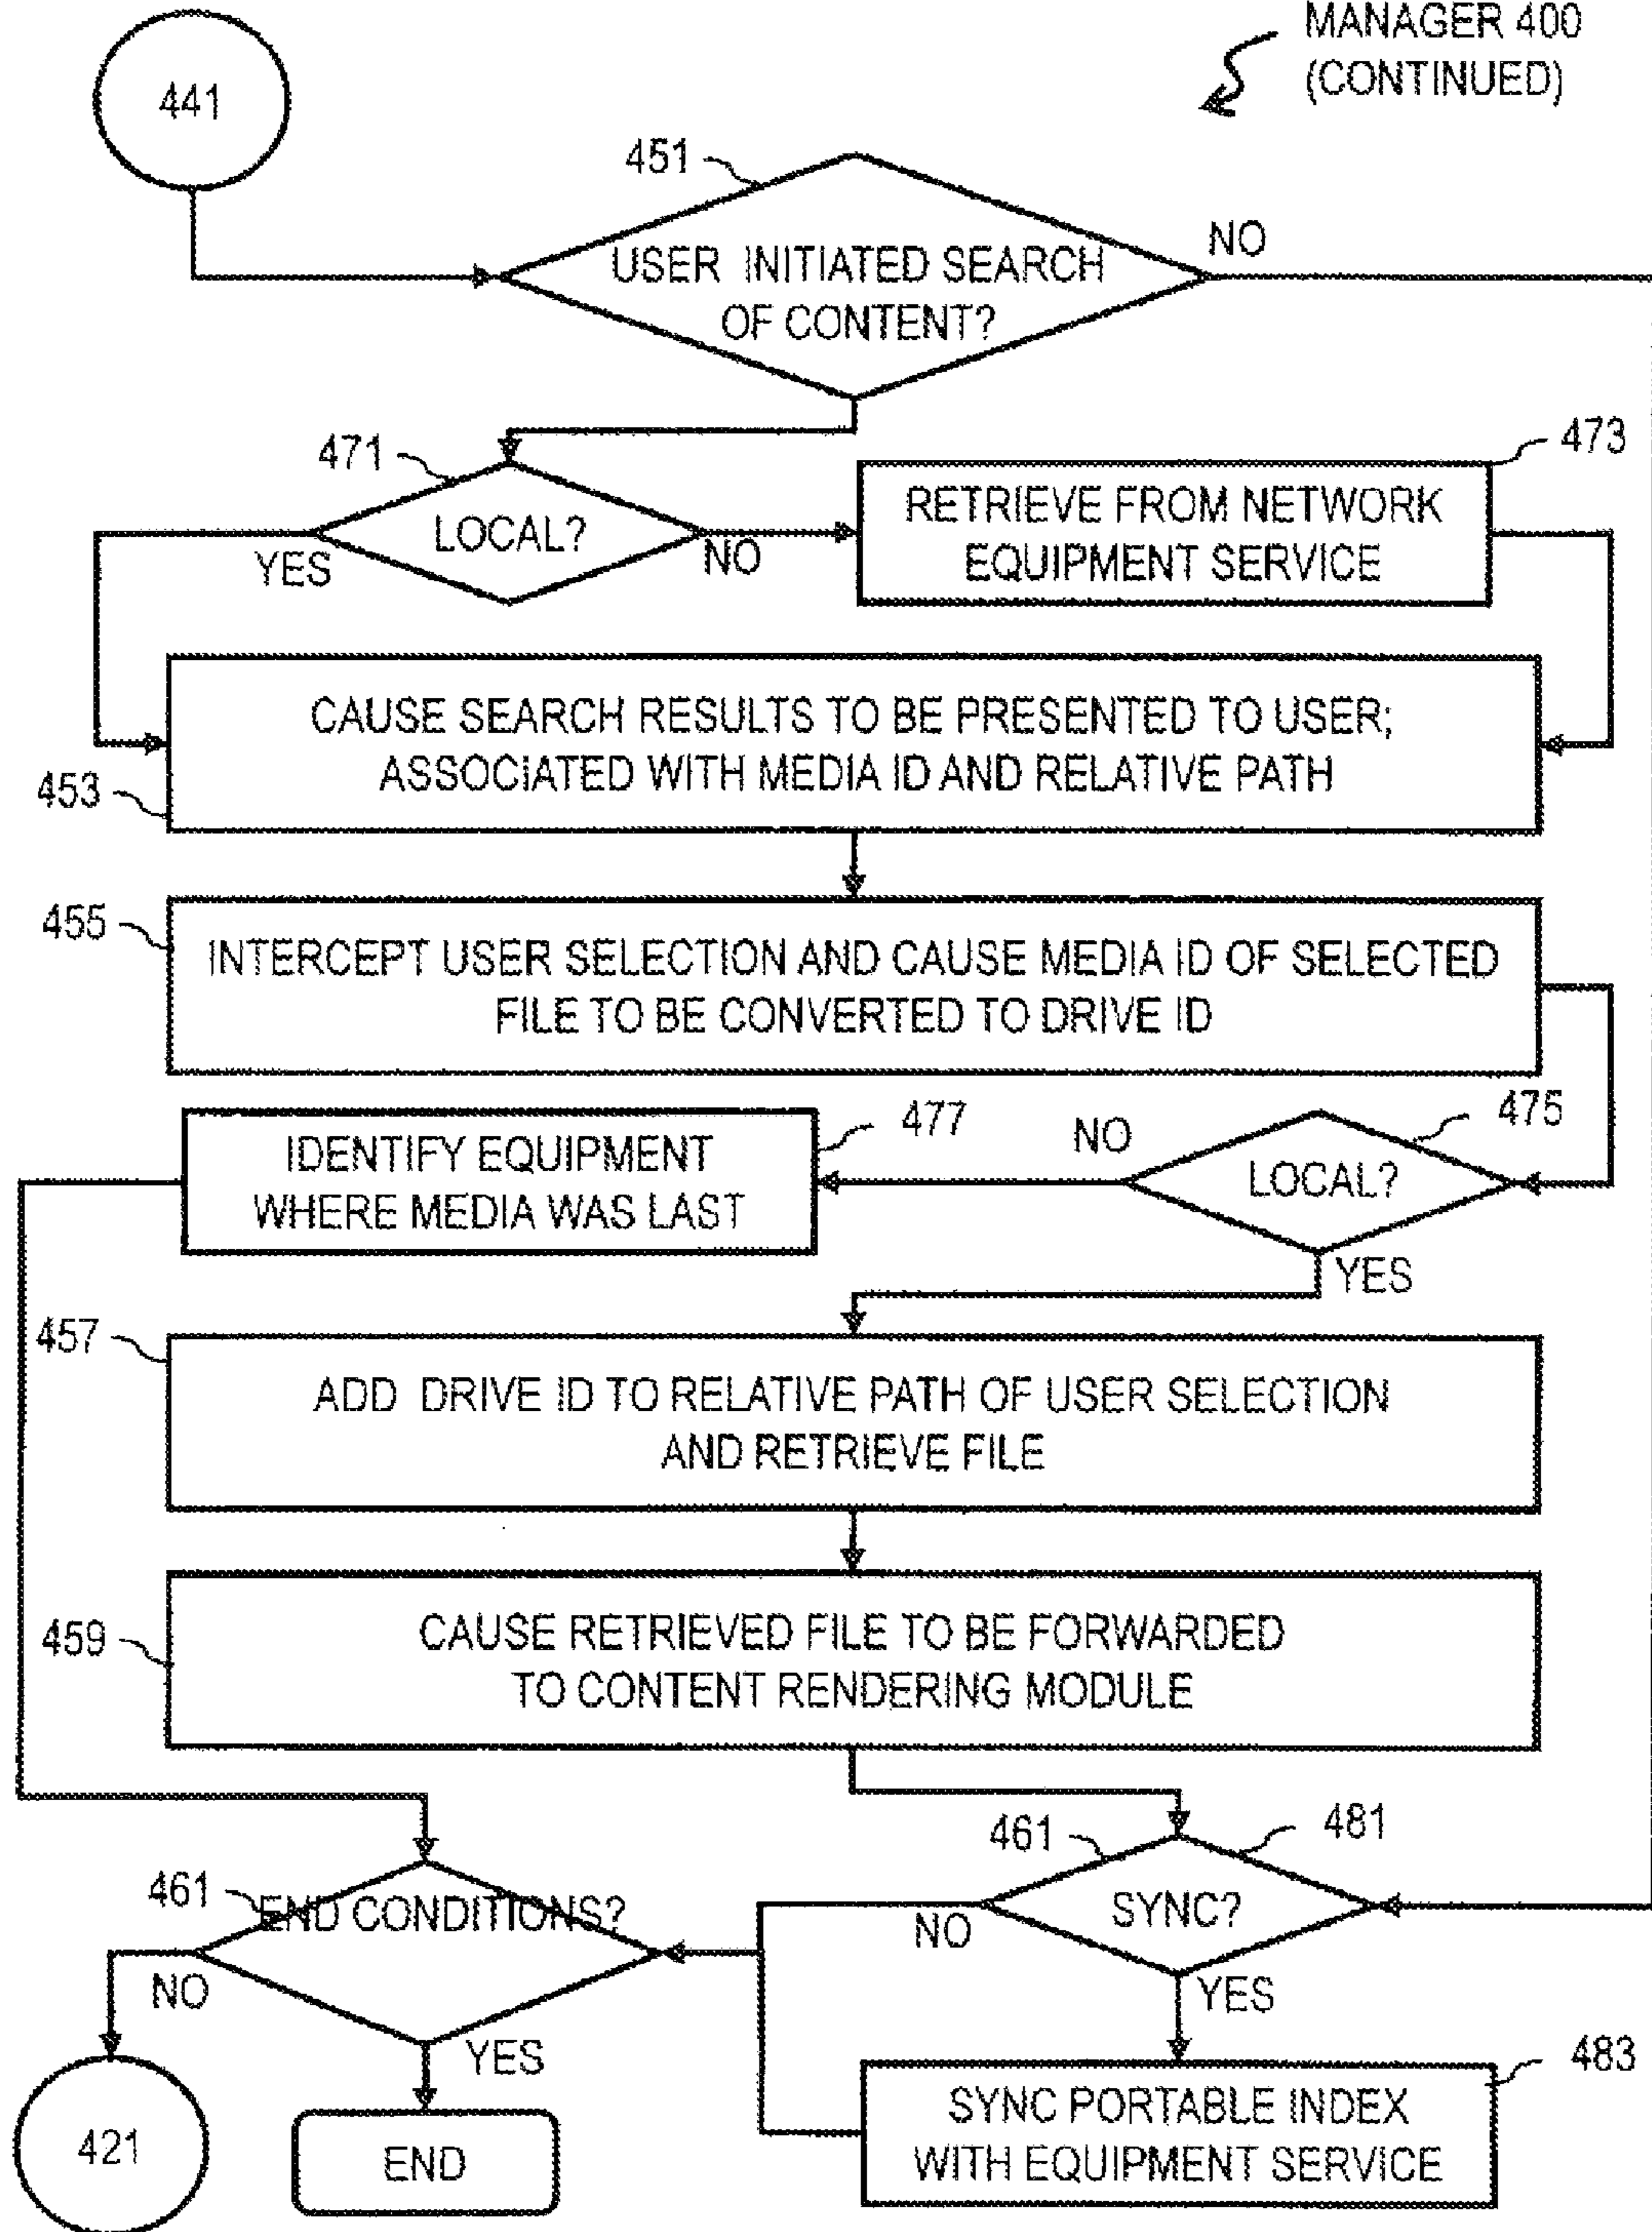 MANAGER 400
(CONTINUED)
441
451
USER INITIATED SEARCH
OF CONTENT?
NO
471
LOCAL?
YES
NO
473
RETRIEVE FROM NETWORK
EQUIPMENT SERVICE
CAUSE SEARCH RESULTS TO BE PRESENTED TO USER;
ASSOCIATED WITH MEDIA ID AND RELATIVE PATH
453
455
INTERCEPT USER SELECTION AND CAUSE MEDIA ID OF SELECTED
FILE TO BE CONVERTED TO DRIVE ID
477
IDENTIFY EQUIPMENT
WHERE MEDIA WAS LAST
NO
475
LOCAL?
YES
457
ADD DRIVE ID TO RELATIVE PATH OF USER SELECTION
AND RETRIEVE FILE
459
CAUSE RETRIEVED FILE TO BE FORWARDED
TO CONTENT RENDERING MODULE
461
481
SYNC?
NO
YES
461
END CONDITIONS?
NO
YES
421
END
483
SYNC PORTABLE INDEX
WITH EQUIPMENT SERVICE